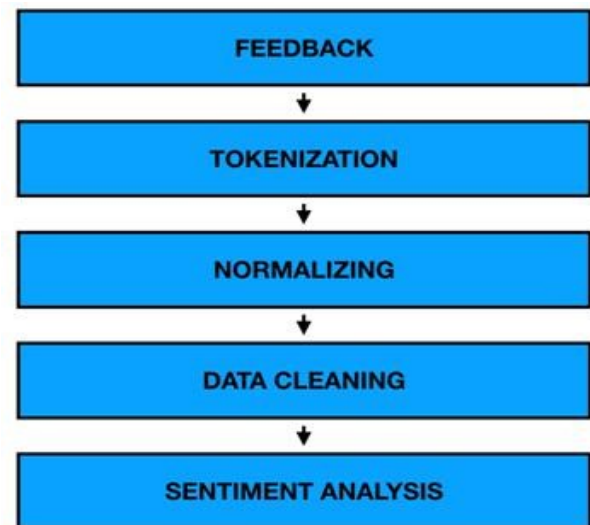 FEEDBACK
TOKENIZATION
NORMALIZING
DATA CLEANING
SENTIMENT ANALYSIS